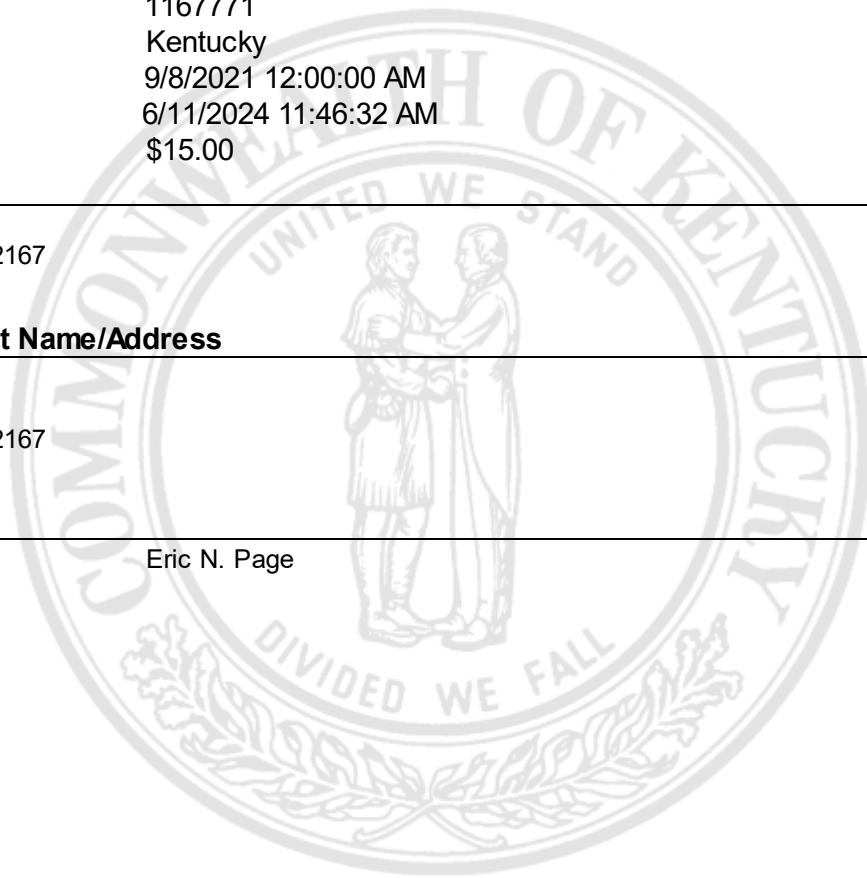 1167771
Kentucky
9/8/2021 12:00:00 AM
6/11/2024 11:46:32 AM
$15.00
2167
t Name/Address
2167
Eric N. Page
COMMONWEALTH OF KENTUCKY
UNITED WE STAND
DIVIDED WE FALL